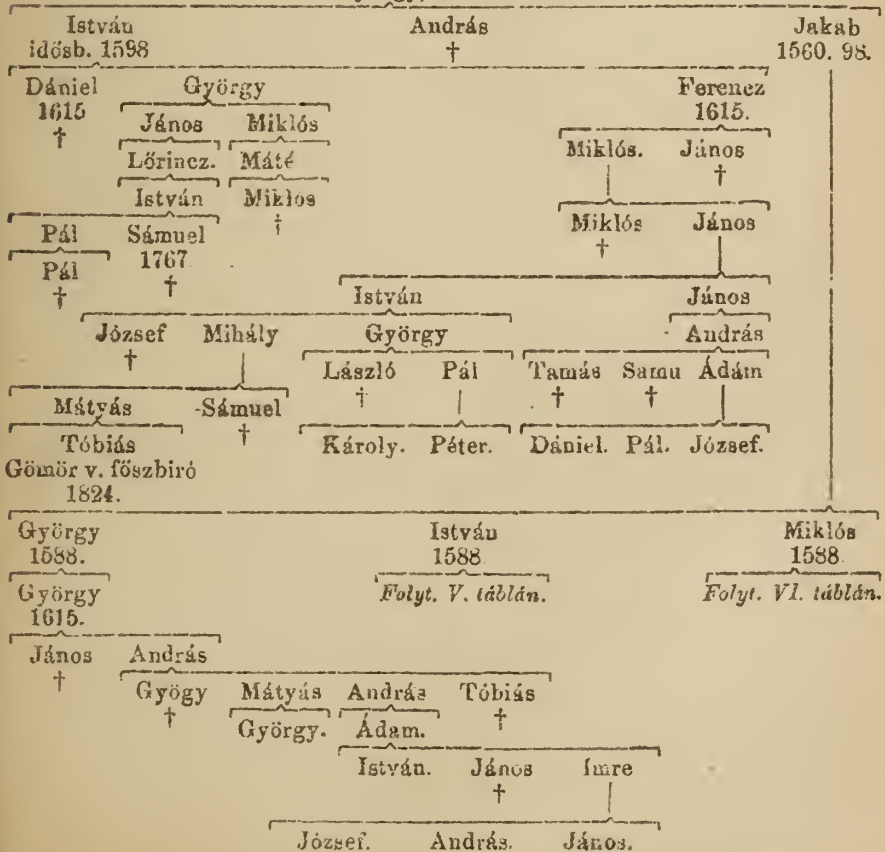 István András Jakab
idősb. 1598 † 1560. 98.
Dániel György Ferencz
1615 János Miklós 1615.
† Lőrincz. Máté Miklós. János
István Miklós †
† Miklós János
Pál Sámuel †
Pál 1767
† † István János
József Mihály György András
† László Pál Tamás Samu Ádám
† † †
Mátyás Sámuel
Tóbiás † Károly. Péter. Dániel. Pál. József.
Gömör v. főszbiró
1824.
György István Miklós
1588. 1588 1588
György Folyt. V. táblán. Folyt. VI. táblán.
1615.
János András
† Gyögy Mátyás András Tóbiás
† György. Ádam. †
István. János Imre
†
József. András. János.